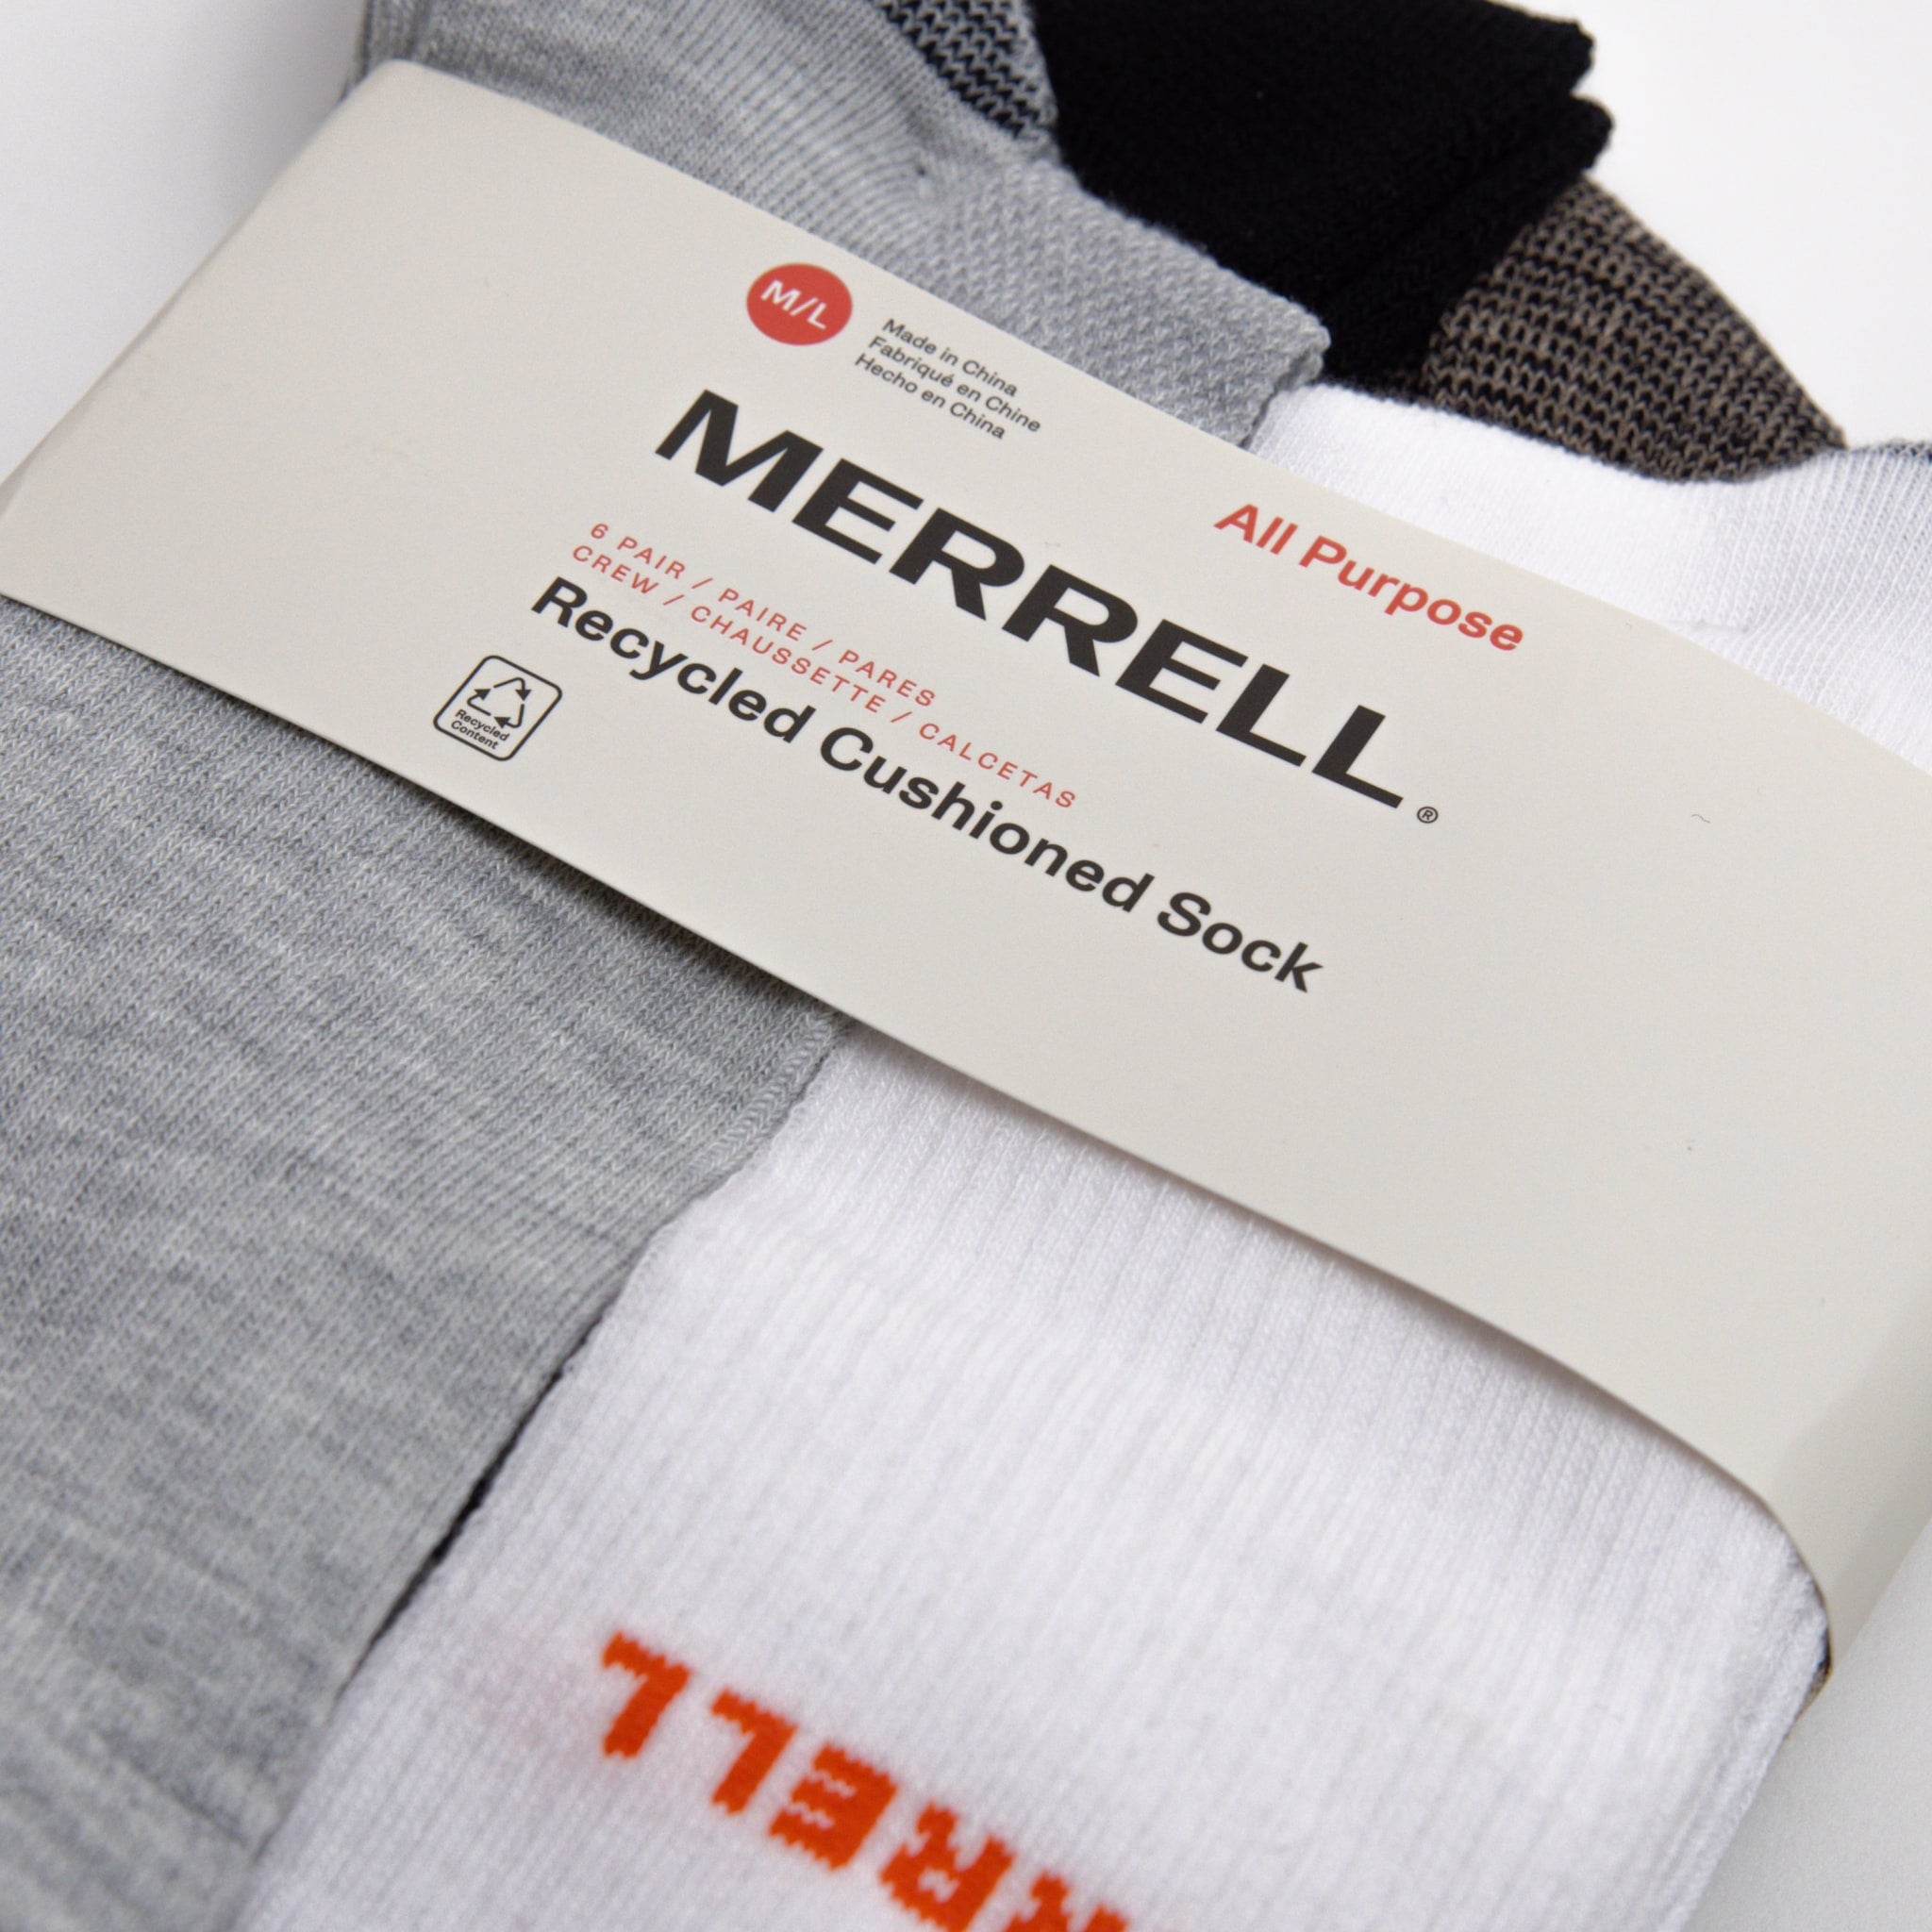 M/L
Made in China
Fabriqué en Chine
Hecho en China
All Purpose
MERRELL®
6 PAIR / PAIRE / PARES
CREW / CHAUSSETTE / CALCETAS
Recycled Cushioned Sock
Recycled
Content
RRELL